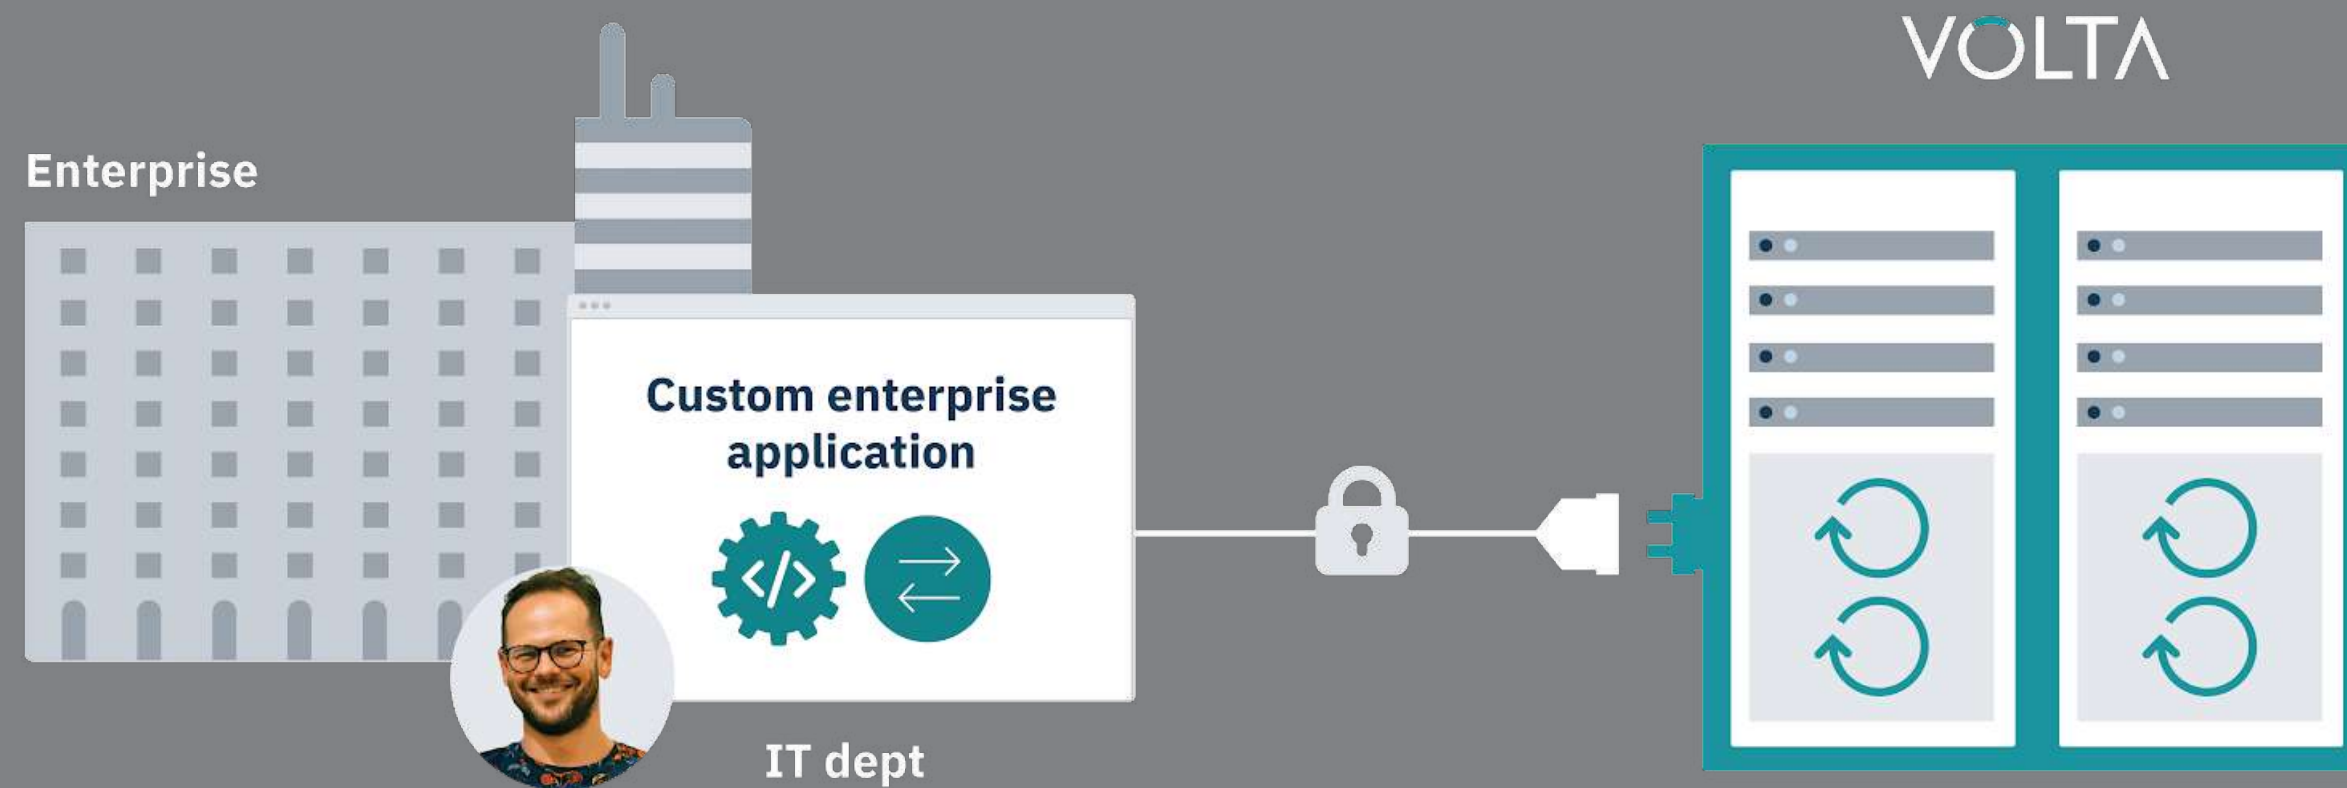 VOLTA
Enterprise
Custom enterprise
application
</>
IT dept